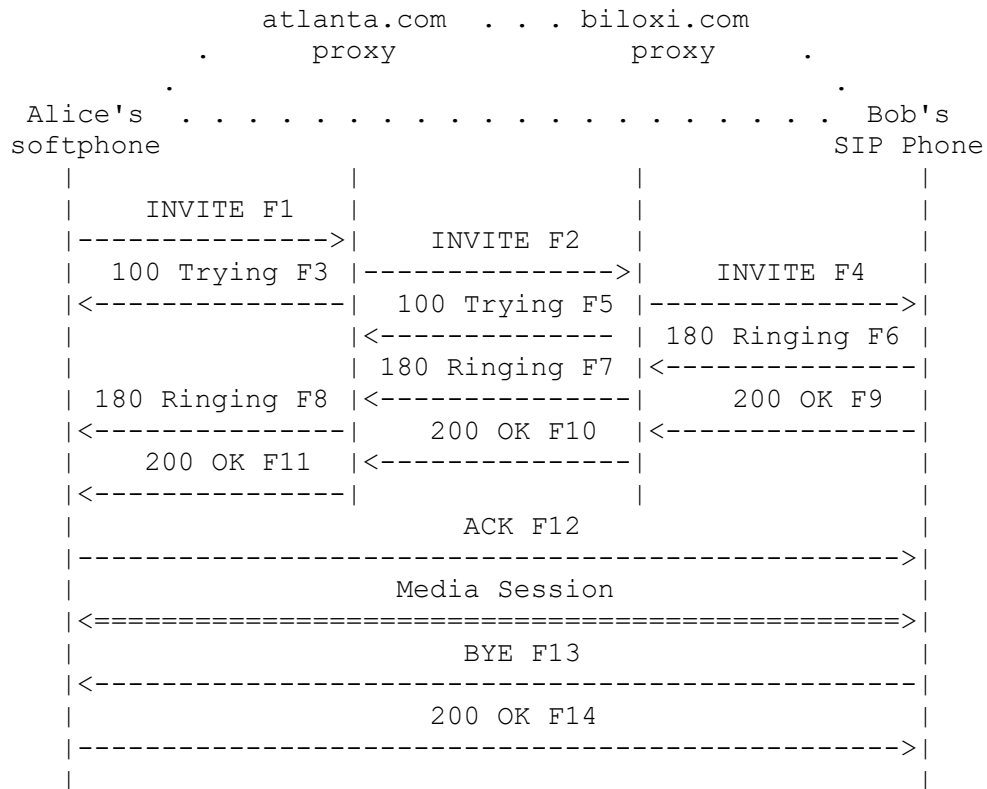 atlanta.com . . . biloxi.com
. proxy proxy .
. .
Alice's . . . . . . . . . . . . . . . . . . . . Bob's
softphone SIP Phone
| | | |
| INVITE F1 | | |
|--------------->| INVITE F2 | |
| 100 Trying F3 |--------------->| INVITE F4 |
|<---------------| 100 Trying F5 |--------------->|
| |<-------------- | 180 Ringing F6 |
| | 180 Ringing F7 |<---------------|
| 180 Ringing F8 |<---------------| 200 OK F9 |
|<---------------| 200 OK F10 |<---------------|
| 200 OK F11 |<---------------| |
|<---------------| | |
| ACK F12 |
|------------------------------------------------->|
| Media Session |
|<================================================>|
| BYE F13 |
|<-------------------------------------------------|
| 200 OK F14 |
|------------------------------------------------->|
| |